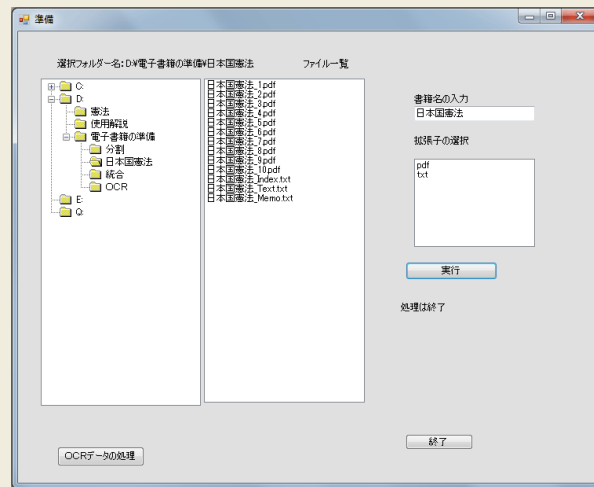 準備
選択フォルダー名:D:¥電子書籍の準備¥日本国憲法
ファイル一覧
C:
D:
憲法
使用解説
電子書籍の準備
分割
日本国憲法
統合
OCR
E:
Q:
日本国憲法_1.pdf
日本国憲法_2.pdf
日本国憲法_3.pdf
日本国憲法_4.pdf
日本国憲法_5.pdf
日本国憲法_6.pdf
日本国憲法_7.pdf
日本国憲法_8.pdf
日本国憲法_9.pdf
日本国憲法_10.pdf
日本国憲法_Index.txt
日本国憲法_Text.txt
日本国憲法_Memo.txt
書籍名の入力
日本国憲法
拡張子の選択
pdf
txt
実行
処理は終了
終了
OCRデータの処理